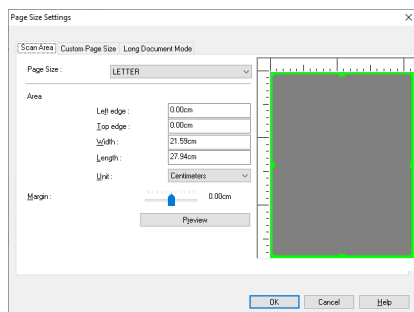 Page Size Settings
Scan Area Custom Page Size Long Document Mode
Page Size : LETTER
Area
Left edge : 0.00cm
Top edge : 0.00cm
Width : 21.59cm
Length : 27.94cm
Unit : Centimeters
Margin : 0.00cm
Preview
OK Cancel Help